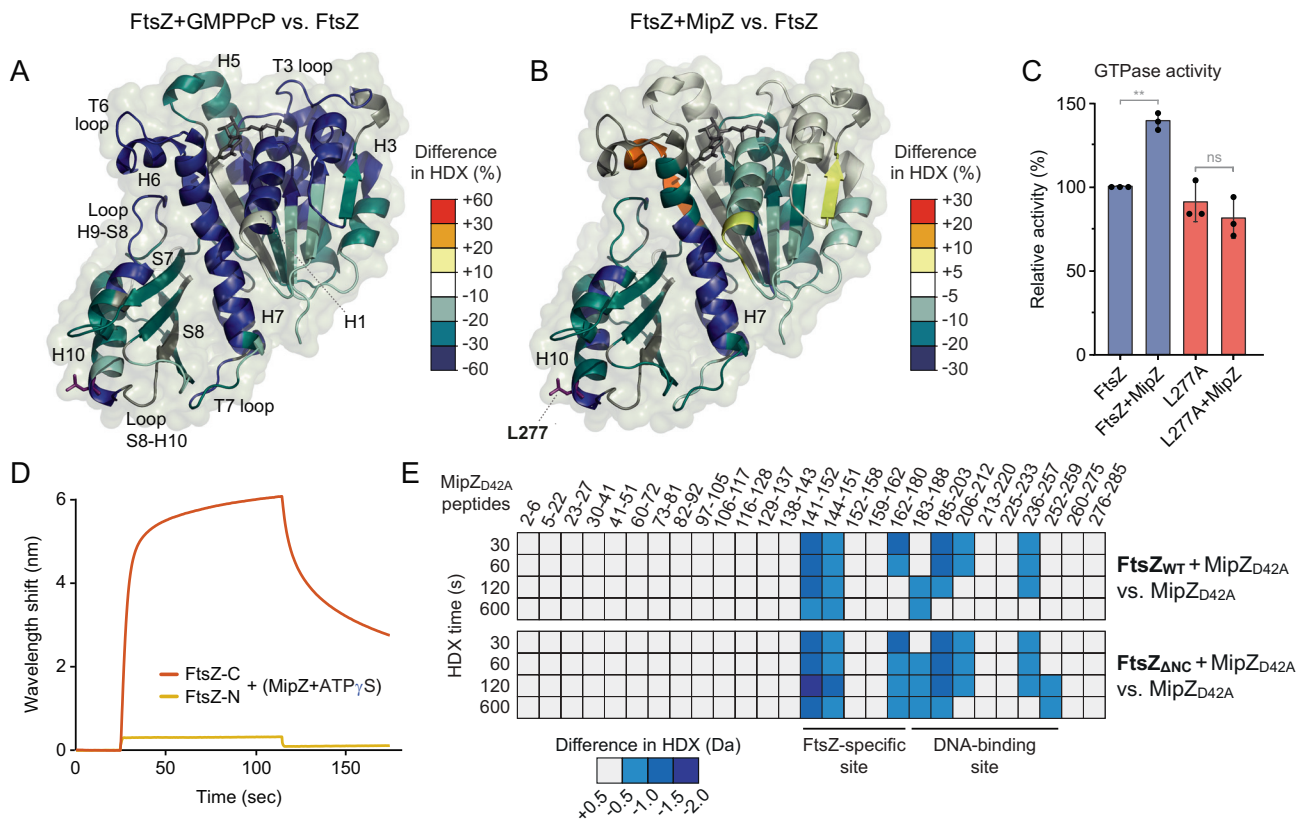 FtsZ+GMPPcP vs. FtsZ
FtsZ+MipZ vs. FtsZ
A
H5
T3 loop
T6
loop
H3
H6
Loop
H9-S8
S7
S8
H7
H1
H10
T7 loop
Loop
S8-H10
Difference
in HDX (%)
+60
+30
+20
+10
-10
-20
-30
-60
B
H7
H10
L277
Difference
in HDX (%)
+30
+20
+10
+5
-5
-10
-20
-30
C
GTPase activity
Relative activity (%)
150
100
50
0
**
ns
FtsZ
FtsZ+MipZ
L277A
L277A+MipZ
D
Wavelength shift (nm)
6
4
2
0
FtsZ-C
FtsZ-N
+ (MipZ+ATPγS)
0
50
100
150
Time (sec)
E
MipZD42A
peptides
2-6
5-22
23-27
30-41
41-51
60-72
73-81
82-92
97-105
106-117
116-128
129-137
138-143
141-152
144-151
152-158
159-162
162-180
183-188
185-203
206-212
213-220
225-233
236-257
252-259
260-275
276-285
HDX time (s)
30
60
120
600
FtsZWT + MipZD42A
vs. MipZD42A
30
60
120
600
FtsZΔNC + MipZD42A
vs. MipZD42A
Difference in HDX (Da)
+0.5
-0.5
-1.0
-1.5
-2.0
FtsZ-specific
site
DNA-binding
site